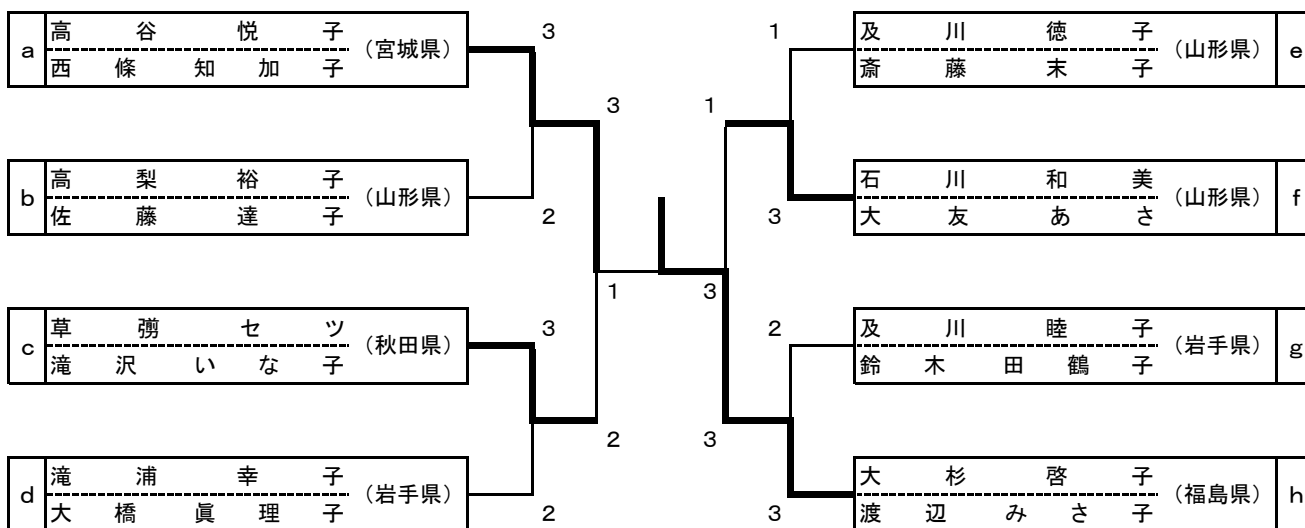 a
高谷悦子
西條知加子
（宮城県）
3
3
b
高梨裕子
佐藤達子
（山形県）
2
1
c
草彅セツ
滝沢いな子
（秋田県）
3
2
d
滝浦幸子
大橋眞理子
（岩手県）
2
1
及川徳子
斎藤末子
（山形県）
e
1
石川和美
大友あさ
（山形県）
f
3
3
及川睦子
鈴木田鶴子
（岩手県）
g
2
3
大杉啓子
渡辺みさ子
（福島県）
h
3